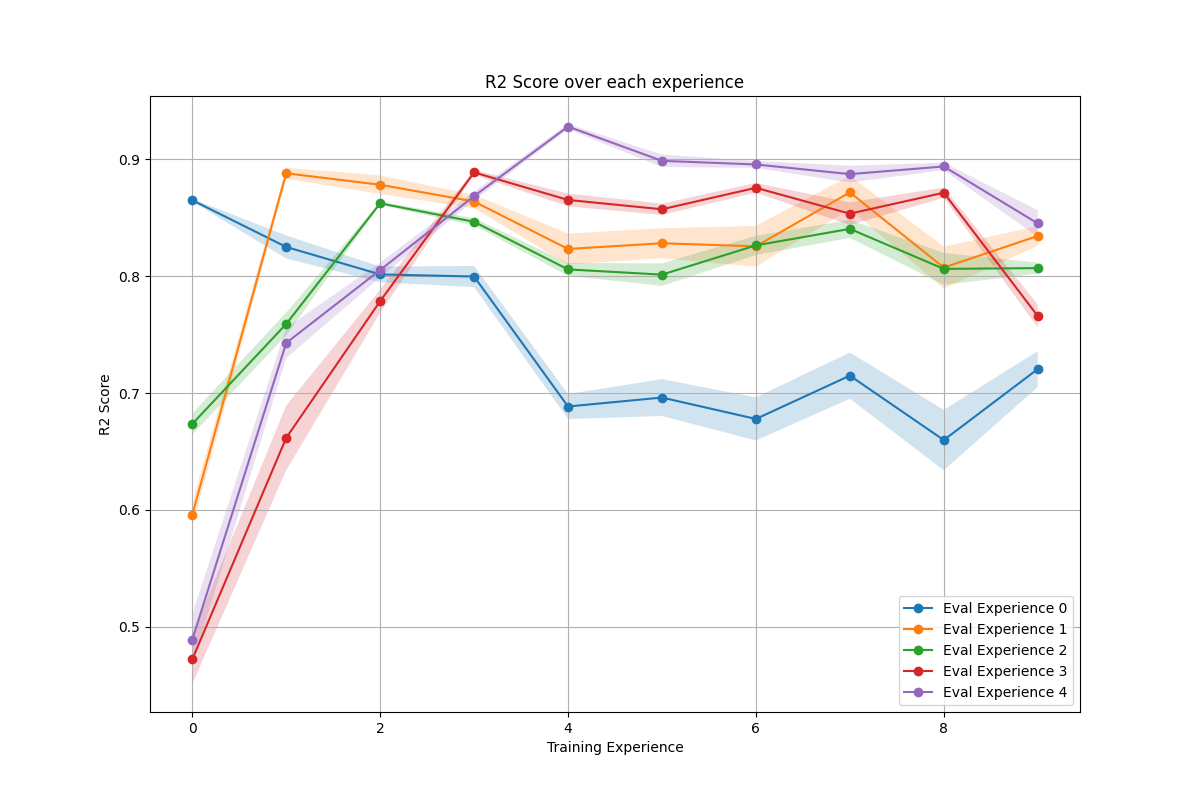 R2 Score over each experience
R2 Score
0.9
0.8
0.7
0.6
0.5
0 2 4 6 8
Training Experience
Eval Experience 0
Eval Experience 1
Eval Experience 2
Eval Experience 3
Eval Experience 4